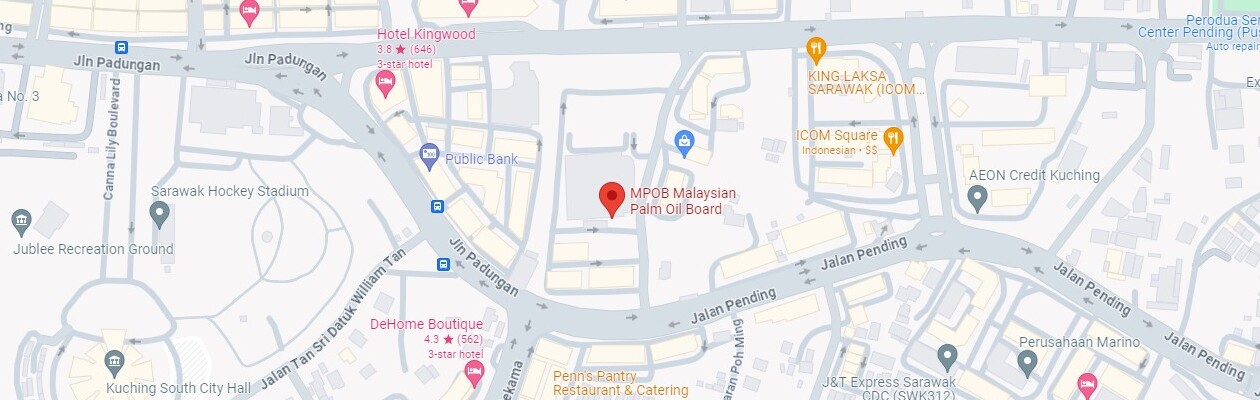 Hotel Kingwood
3.8 ★ (646)
3-star hotel
Jln Padungan
Jln Padungan
a No. 3
Canna Lily Boulevard
Public Bank
Sarawak Hockey Stadium
Jublee Recreation Ground
Jln Padungan
Jalan Tan Sri Datuk William Tan
DeHome Boutique
4.3 ★ (562)
3-star hotel
Kuching South City Hall
ekama
Penn's Pantry
Restaurant & Catering
MPOB Malaysian
Palm Oil Board
KING LAKSA
SARAWAK (ICOM...
ICOM Square
Indonesian • $$
Perodua Ser
Center Pending (Pus
Auto repair
Ex
AEON Credit Kuching
Jalan Pending
Jalan Pending
Jalan Pending
Jalan Pending
aran Poh Ming
J&T Express Sarawak
CDC (SWK312)
Perusahaan Marino